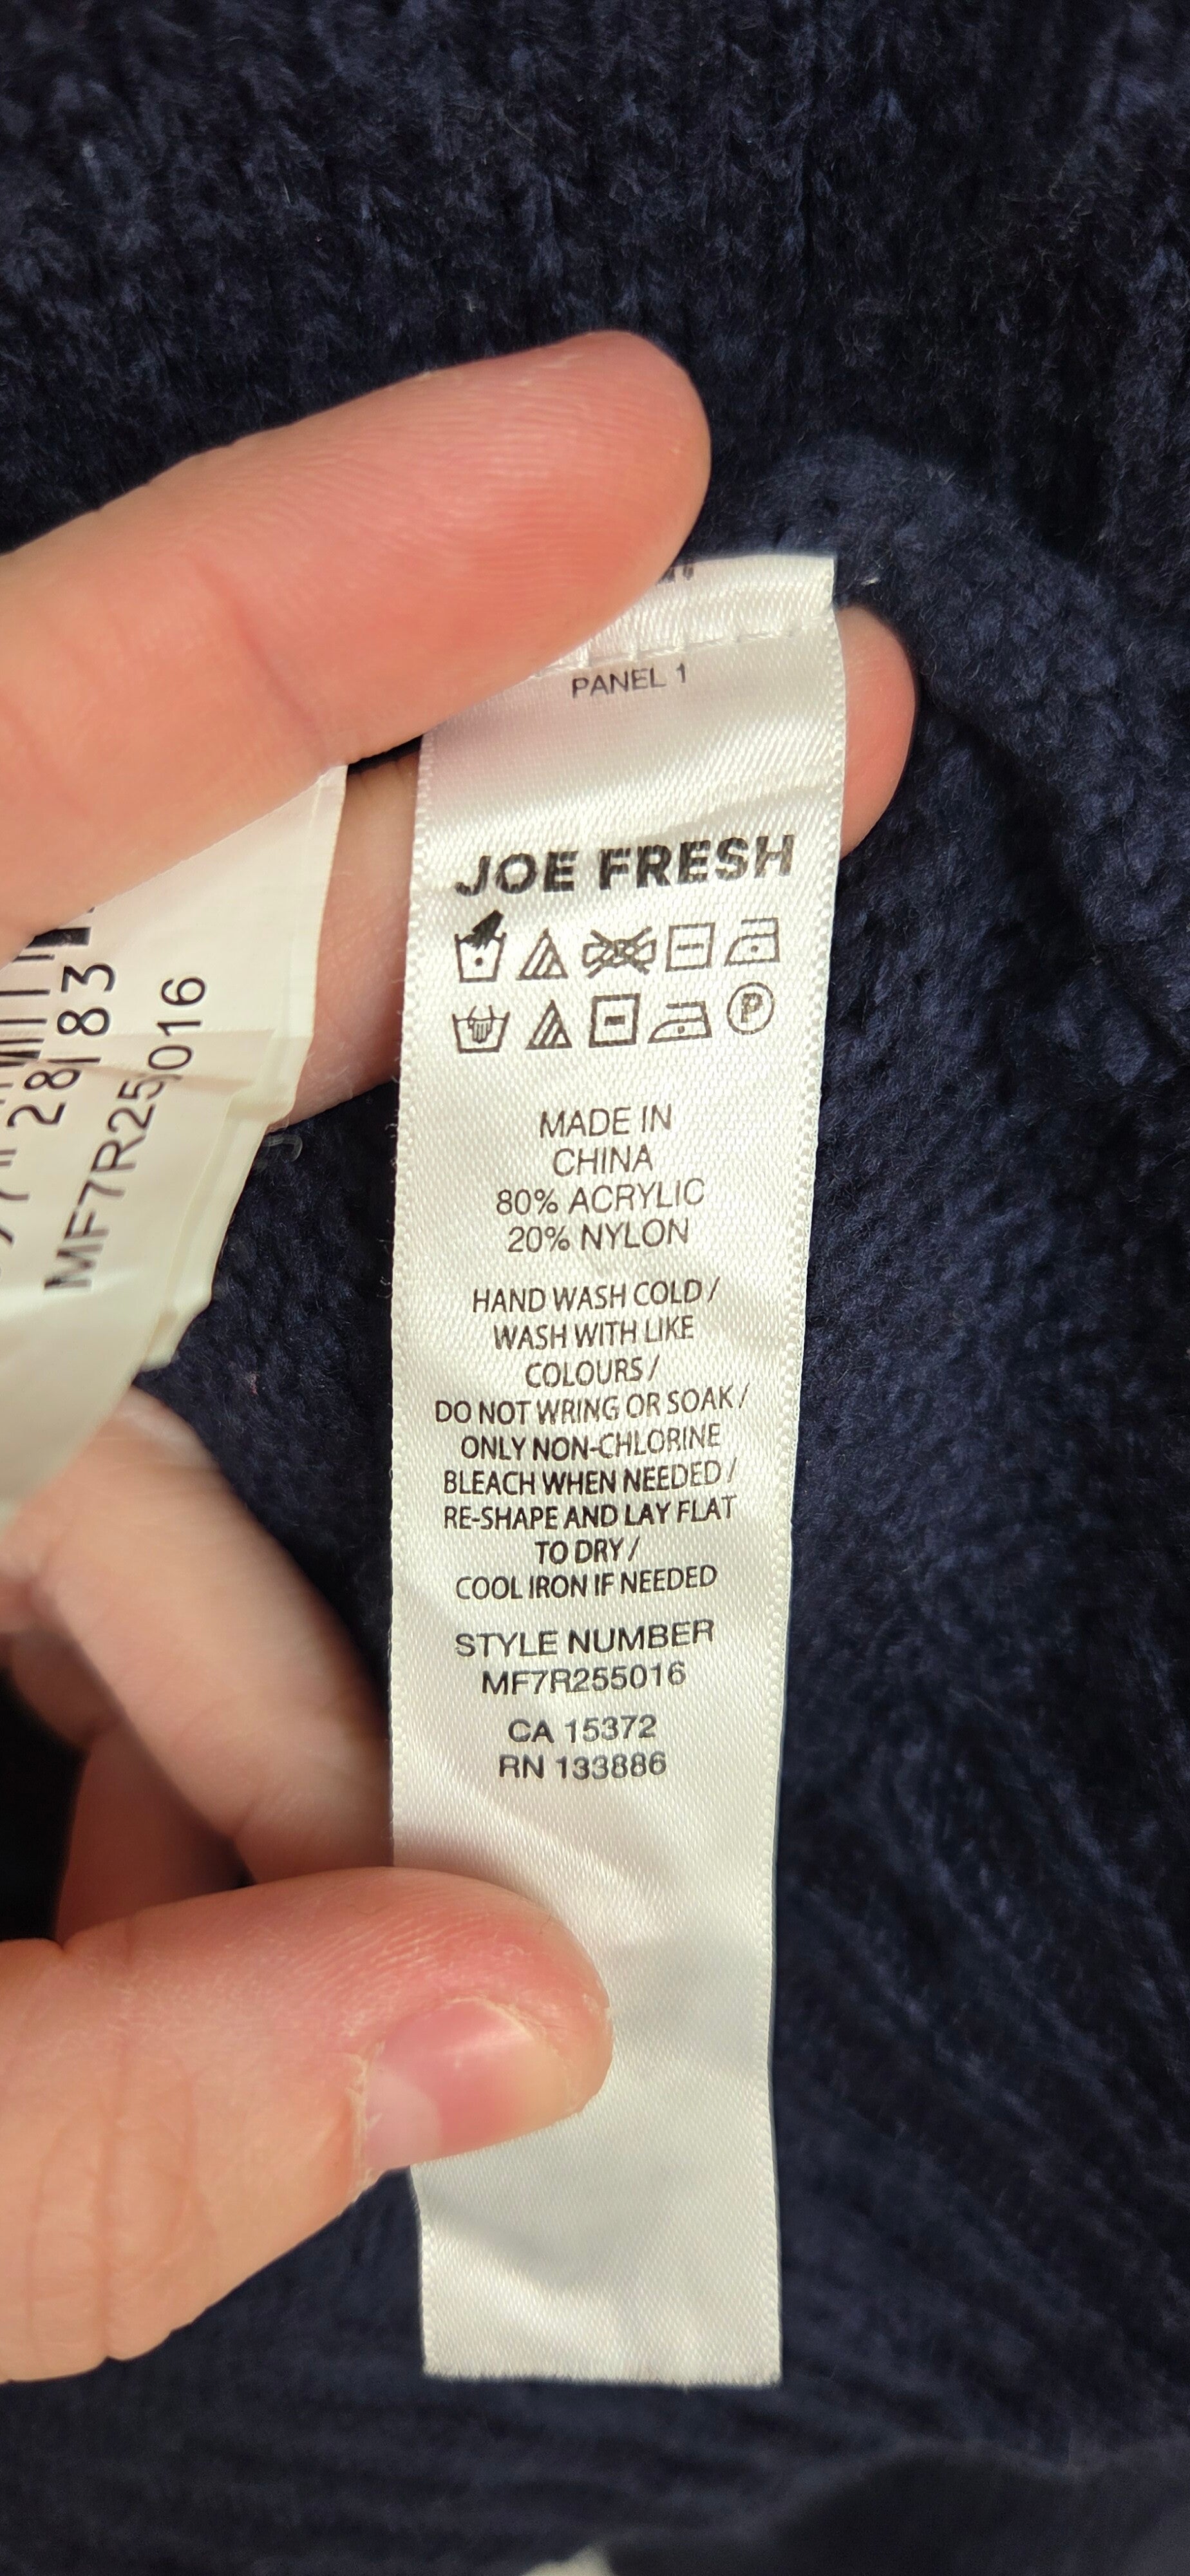 PANEL 1
JOE FRESH
P
MADE IN
CHINA
80% ACRYLIC
20% NYLON
HAND WASH COLD /
WASH WITH LIKE
COLOURS /
DO NOT WRING OR SOAK /
ONLY NON-CHLORINE
BLEACH WHEN NEEDED /
RE-SHAPE AND LAY FLAT
TO DRY /
COOL IRON IF NEEDED
STYLE NUMBER
MF7R255016
CA 15372
RN 133886
28183